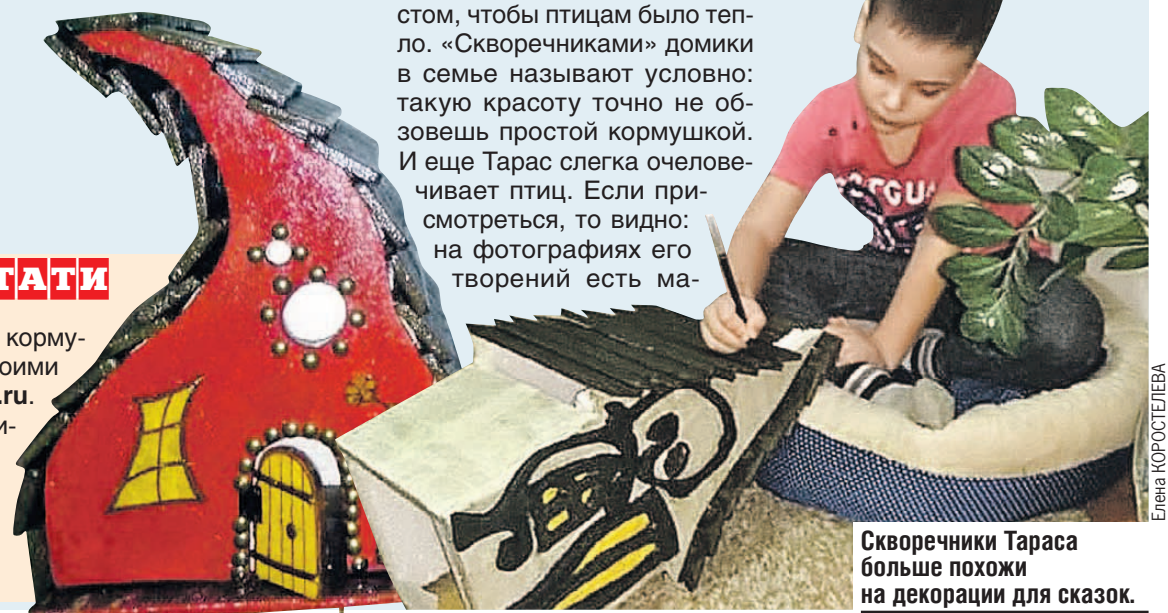 стом, чтобы птицам было теп-
ло. «Скворечниками» домики
в семье называют условно:
такую красоту точно не об-
зовешь простой кормушкой.
И еще Тарас слегка очелове-
чивает птиц. Если при-
смотреться, то видно:
на фотографиях его
творений есть ма-
ТАТИ
корму-
оими
.ru.
и-
Елена КОРОСТЕЛЕВА
Скворечники Тараса
больше похожи
на декорации для сказок.